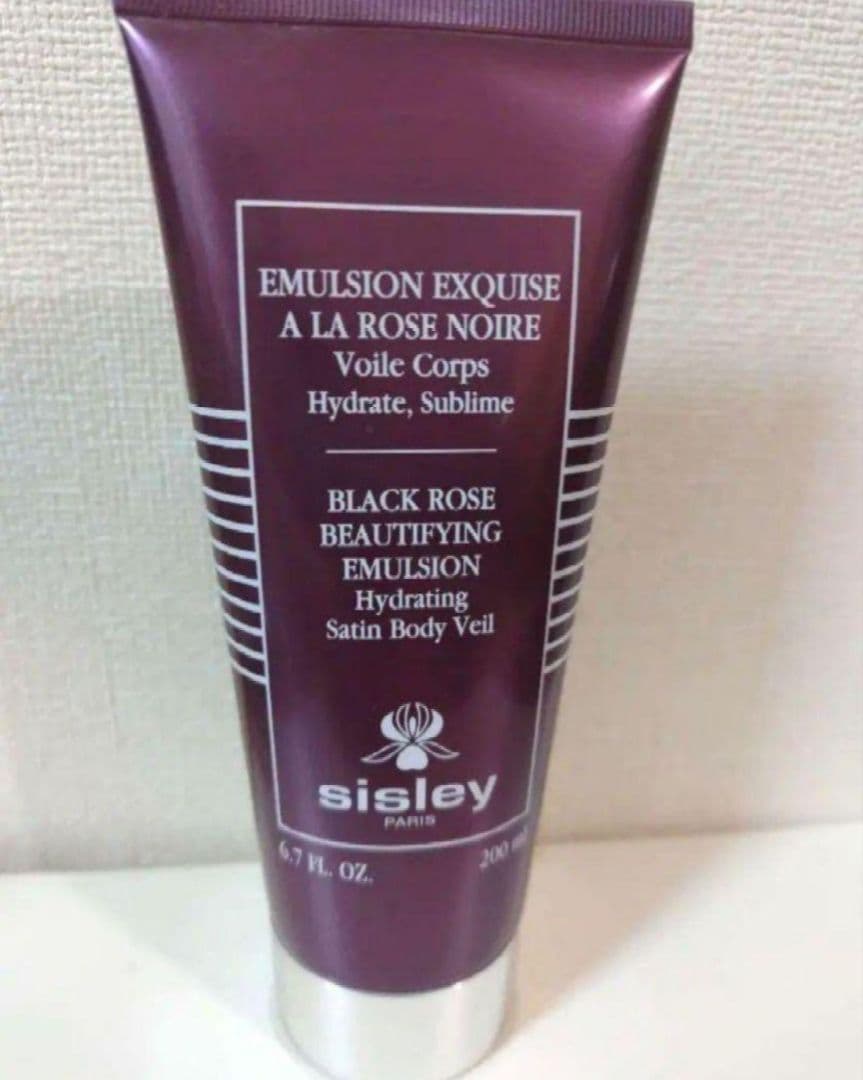 EMULSION EXQUISE
A LA ROSE NOIRE
Voile Corps
Hydrate, Sublime
BLACK ROSE
BEAUTIFYING
EMULSION
Hydrating
Satin Body Veil
sisley
PARIS
6.7 FL. OZ. 200 ml